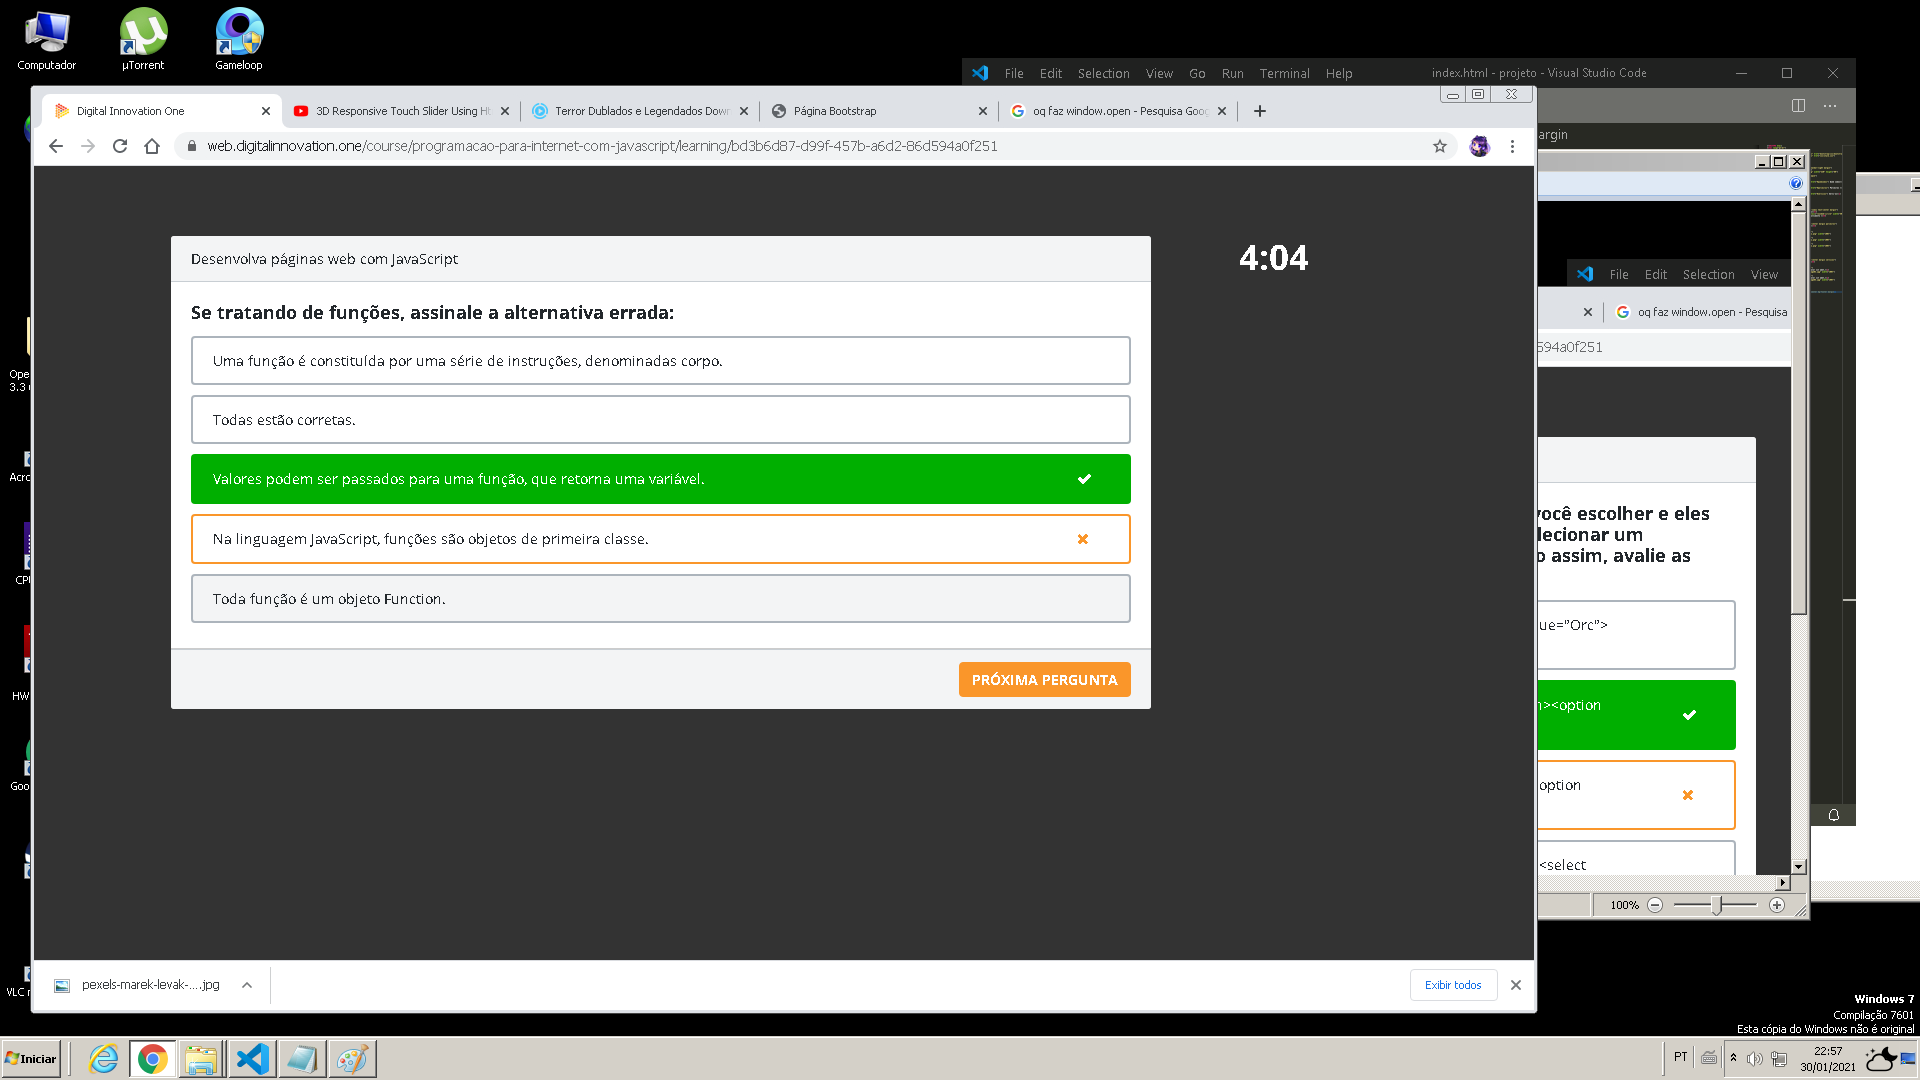 Computador
µTorrent
Gameloop
File Edit Selection View Go Run Terminal Help
index.html - projeto - Visual Studio Code
Digital Innovation One
3D Responsive Touch Slider Using Ht
Terror Dublados e Legendados Down
Página Bootstrap
oq faz window.open - Pesquisa Goog
web.digitalinnovation.one/course/programacao-para-internet-com-javascript/learning/bd3b6d87-d99f-457b-a6d2-86d594a0f251
argin
Desenvolva páginas web com JavaScript
4:04
Se tratando de funções, assinale a alternativa errada:
Uma função é constituída por uma série de instruções, denominadas corpo.
Todas estão corretas.
Valores podem ser passados para uma função, que retorna uma variável.
Na linguagem JavaScript, funções são objetos de primeira classe.
Toda função é um objeto Function.
PRÓXIMA PERGUNTA
File Edit Selection View
oq faz window.open - Pesquisa
594a0f251
você escolher e eles
lecionar um
o assim, avalie as
ue="Orc">
><option
option
<select
100%
Ope
3.3
Acro
CPU
HW
Goo
VLC
pexels-marek-levak-....jpg
Exibir todos
Windows 7
Compilação 7601
Esta cópia do Windows não é original
Iniciar
PT
22:57
30/01/2021